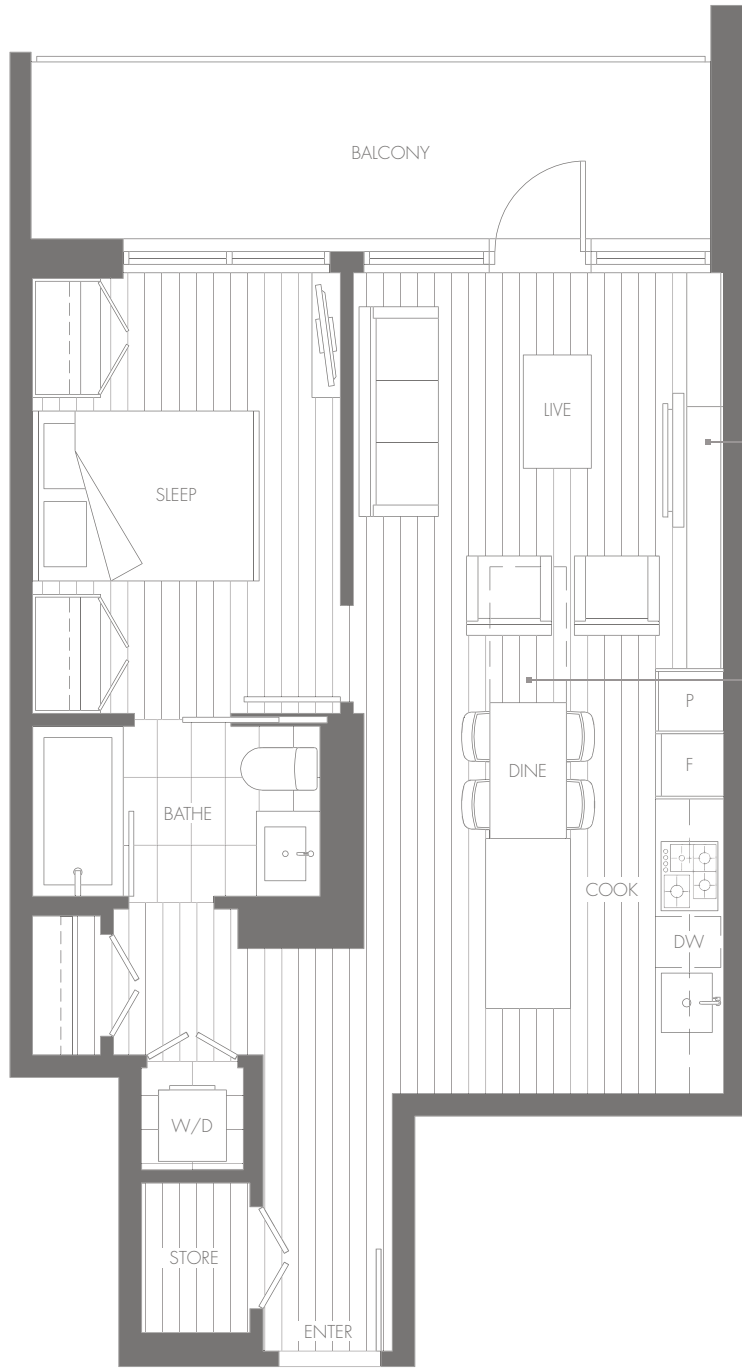 BALCONY
LIVE
SLEEP
P
F
DINE
BATHE
COOK
DW
W/D
STORE
ENTER